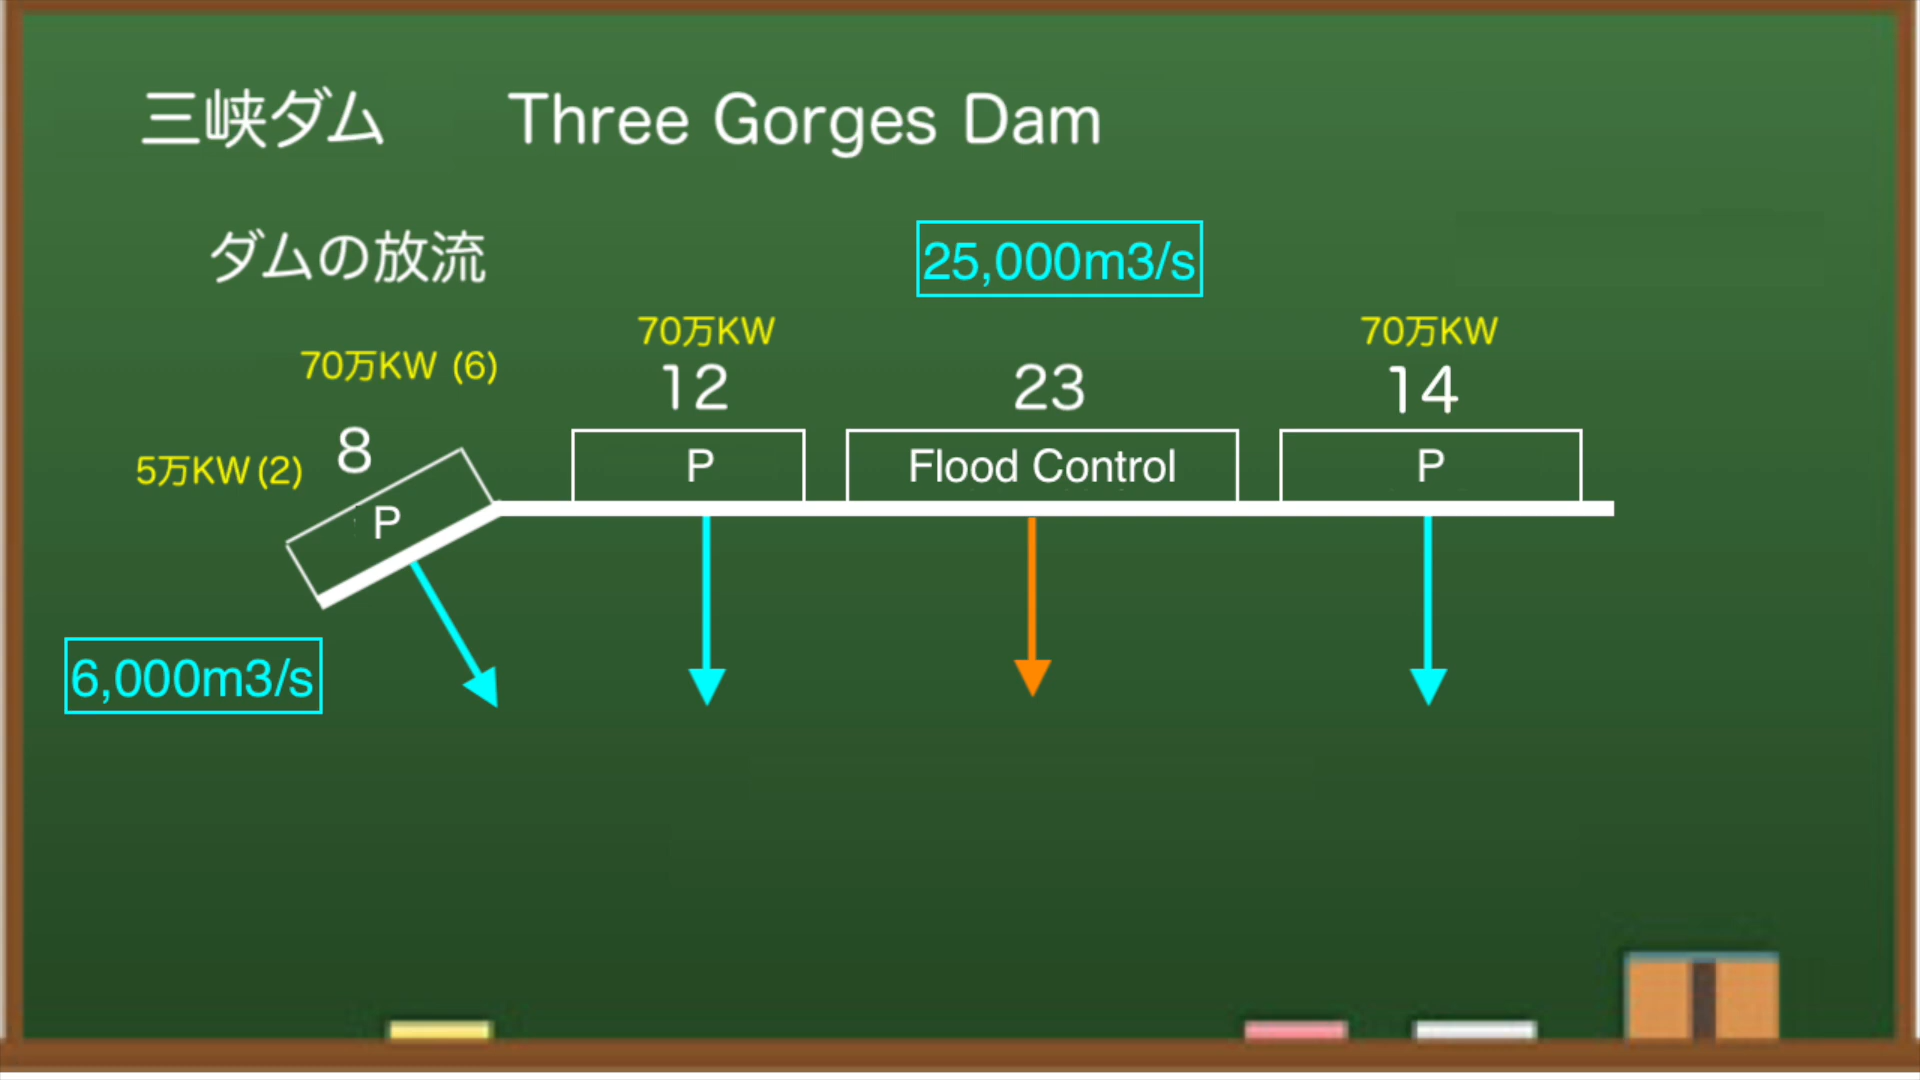 三峡ダム Three Gorges Dam
ダムの放流
25,000m3/s
70万KW (6)
70万KW
70万KW
5万KW (2)
8
12
23
14
P
P
Flood Control
P
6,000m3/s